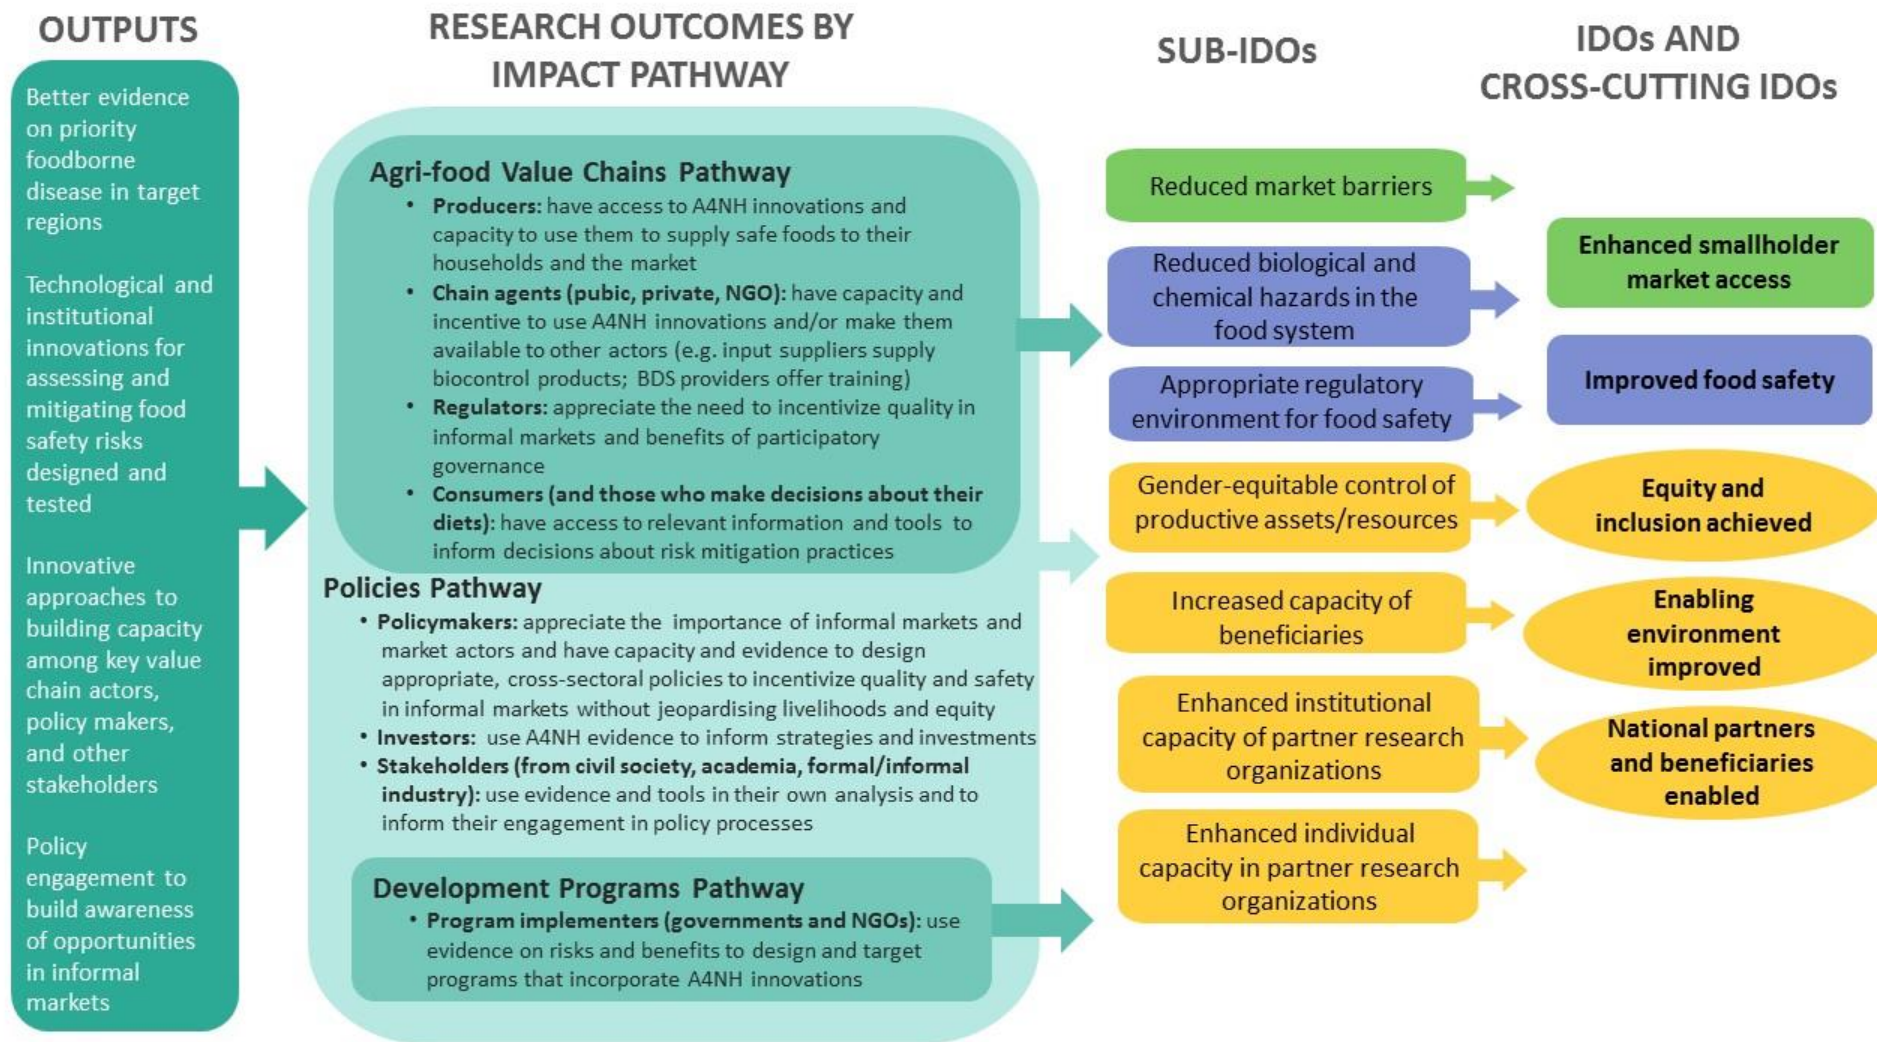 OUTPUTS
Better evidence
on priority
foodborne
disease in target
regions
Technological and
institutional
innovations for
assessing and
mitigating food
safety risks
designed and
tested
Innovative
approaches to
building capacity
among key value
chain actors,
policy makers,
and other
stakeholders
Policy
engagement to
build awareness
of opportunities
in informal
markets
RESEARCH OUTCOMES BY
IMPACT PATHWAY
Agri-food Value Chains Pathway
• Producers: have access to A4NH innovations and
capacity to use them to supply safe foods to their
households and the market
• Chain agents (pubic, private, NGO): have capacity and
incentive to use A4NH innovations and/or make them
available to other actors (e.g. input suppliers supply
biocontrol products; BDS providers offer training)
• Regulators: appreciate the need to incentivize quality in
informal markets and benefits of participatory
governance
• Consumers (and those who make decisions about their
diets): have access to relevant information and tools to
inform decisions about risk mitigation practices
Policies Pathway
• Policymakers: appreciate the importance of informal markets and
market actors and have capacity and evidence to design
appropriate, cross-sectoral policies to incentivize quality and safety
in informal markets without jeopardising livelihoods and equity
• Investors: use A4NH evidence to inform strategies and investments
• Stakeholders (from civil society, academia, formal/informal
industry): use evidence and tools in their own analysis and to
inform their engagement in policy processes
Development Programs Pathway
• Program implementers (governments and NGOs): use
evidence on risks and benefits to design and target
programs that incorporate A4NH innovations
SUB-IDOs
Reduced market barriers
Reduced biological and
chemical hazards in the
food system
Appropriate regulatory
environment for food safety
Gender-equitable control of
productive assets/resources
Increased capacity of
beneficiaries
Enhanced institutional
capacity of partner research
organizations
Enhanced individual
capacity in partner research
organizations
IDOs AND
CROSS-CUTTING IDOs
Enhanced smallholder
market access
Improved food safety
Equity and
inclusion achieved
Enabling
environment
improved
National partners
and beneficiaries
enabled